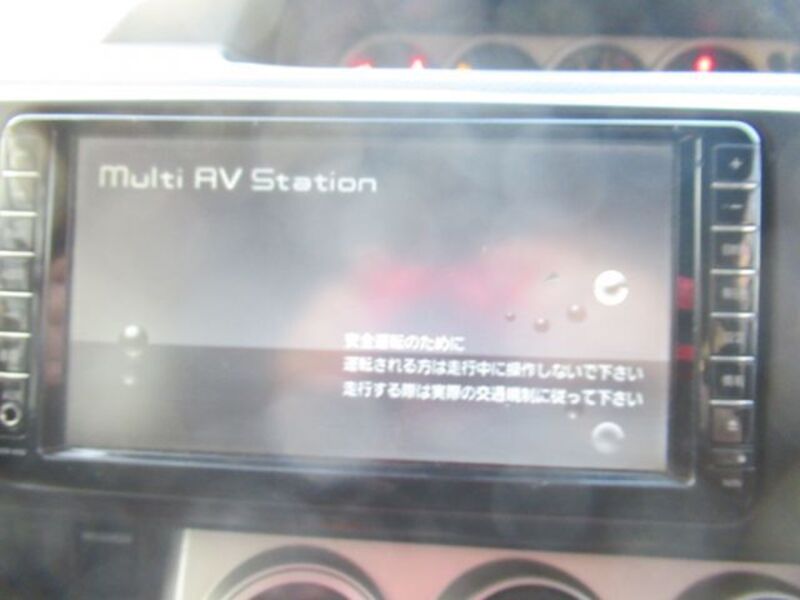 Multi AV Station
安全運転のために
運転される方は走行中に操作しないで下さい
走行する際は実際の交通規制に従って下さい